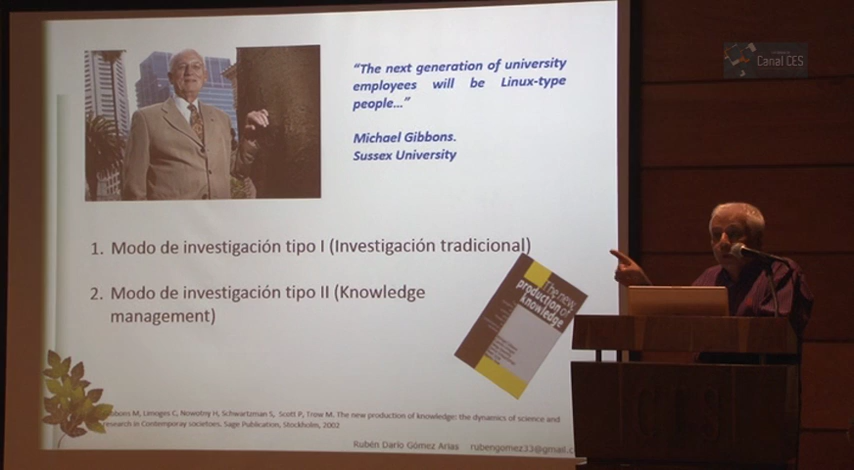 Canal CES
“The next generation of university
employees will be Linux-type
people...”
Michael Gibbons.
Sussex University
1. Modo de investigación tipo I (Investigación tradicional)
2. Modo de investigación tipo II (Knowledge
management)
The new
production of
knowledge
bbons M, Limoges C, Nowotny H, Schwartzman S, Scott P, Trow M. The new production of knowledge: the dynamics of science and
research in Contemporay societoes. Sage Publication, Stockholm, 2002
Rubén Darío Gómez Arias rubengomez33@gmail.c